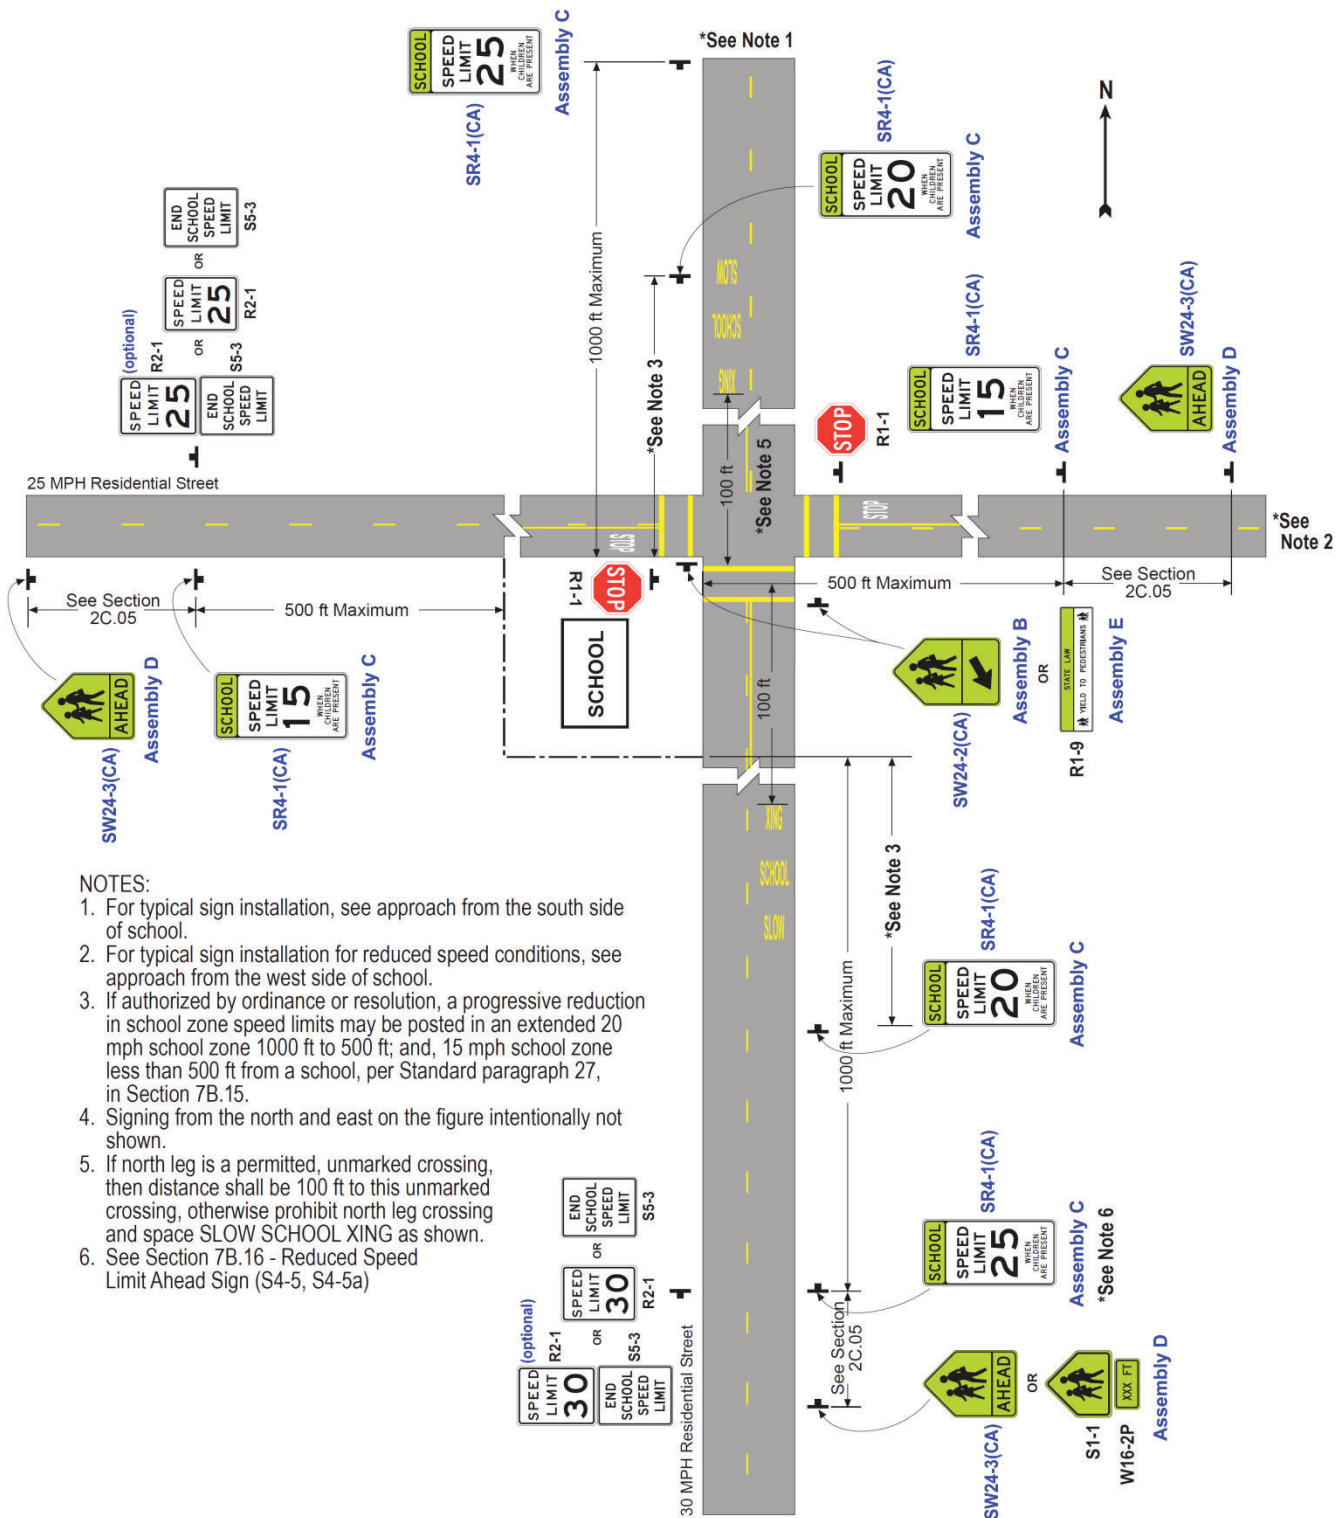 *See Note 1
SCHOOL
SPEED
LIMIT
25
WHEN
CHILDREN
ARE PRESENT
SR4-1(CA)
Assembly C
N
1000 ft Maximum
SCHOOL
SPEED
LIMIT
20
WHEN
CHILDREN
ARE PRESENT
SR4-1(CA)
Assembly C
END
SCHOOL
SPEED
LIMIT
S5-3
OR
SPEED
LIMIT
25
R2-1
OR
(optional)
SPEED
LIMIT
25
R2-1
END
SCHOOL
SPEED
LIMIT
S5-3
SLOW
SCHOOL
XING
*See Note 3
100 ft
*See Note 5
STOP
R1-1
SCHOOL
SPEED
LIMIT
15
WHEN
CHILDREN
ARE PRESENT
SR4-1(CA)
Assembly C
AHEAD
SW24-3(CA)
Assembly D
25 MPH Residential Street
STOP
STOP
*See
Note 2
See Section
2C.05
500 ft Maximum
STOP
R1-1
500 ft Maximum
See Section
2C.05
SCHOOL
100 ft
AHEAD
SW24-3(CA)
Assembly D
SCHOOL
SPEED
LIMIT
15
WHEN
CHILDREN
ARE PRESENT
SR4-1(CA)
Assembly C
SW24-2(CA)
Assembly B
OR
STATE LAW
YIELD TO PEDESTRIANS
R1-9
Assembly E
XING
SCHOOL
SLOW
*See Note 3
1000 ft Maximum
SCHOOL
SPEED
LIMIT
20
WHEN
CHILDREN
ARE PRESENT
SR4-1(CA)
Assembly C
NOTES:
1. For typical sign installation, see approach from the south side
of school.
2. For typical sign installation for reduced speed conditions, see
approach from the west side of school.
3. If authorized by ordinance or resolution, a progressive reduction
in school zone speed limits may be posted in an extended 20
mph school zone 1000 ft to 500 ft; and, 15 mph school zone
less than 500 ft from a school, per Standard paragraph 27,
in Section 7B.15.
4. Signing from the north and east on the figure intentionally not
shown.
5. If north leg is a permitted, unmarked crossing,
then distance shall be 100 ft to this unmarked
crossing, otherwise prohibit north leg crossing
and space SLOW SCHOOL XING as shown.
6. See Section 7B.16 - Reduced Speed
Limit Ahead Sign (S4-5, S4-5a)
END
SCHOOL
SPEED
LIMIT
S5-3
OR
SPEED
LIMIT
30
R2-1
OR
(optional)
SPEED
LIMIT
30
R2-1
END
SCHOOL
SPEED
LIMIT
S5-3
30 MPH Residential Street
SCHOOL
SPEED
LIMIT
25
WHEN
CHILDREN
ARE PRESENT
SR4-1(CA)
Assembly C
*See Note 6
See Section
2C.05
AHEAD
SW24-3(CA)
OR
S1-1
XXX FT
W16-2P
Assembly D